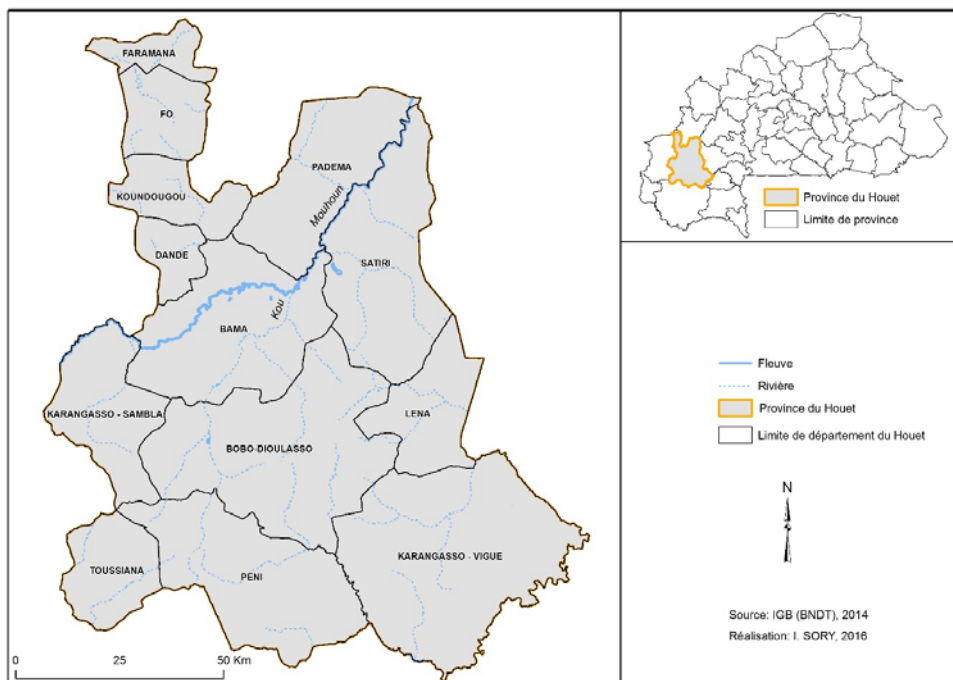 FARAMANA
FO
PADEMA
KOUNDOUGOU
Mouhoun
DANDE
SATIRI
Kou
BAMA
KARANGASSO - SAMBLA
LENA
BOBO-DIOULASSO
KARANGASSO - VIGUE
TOUSSIANA
PENI
0 25 50 Km
Province du Houet
Limite de province
Fleuve
Rivière
Province du Houet
Limite de département du Houet
N
Source: IGB (BNDT), 2014
Réalisation: I. SORY, 2016